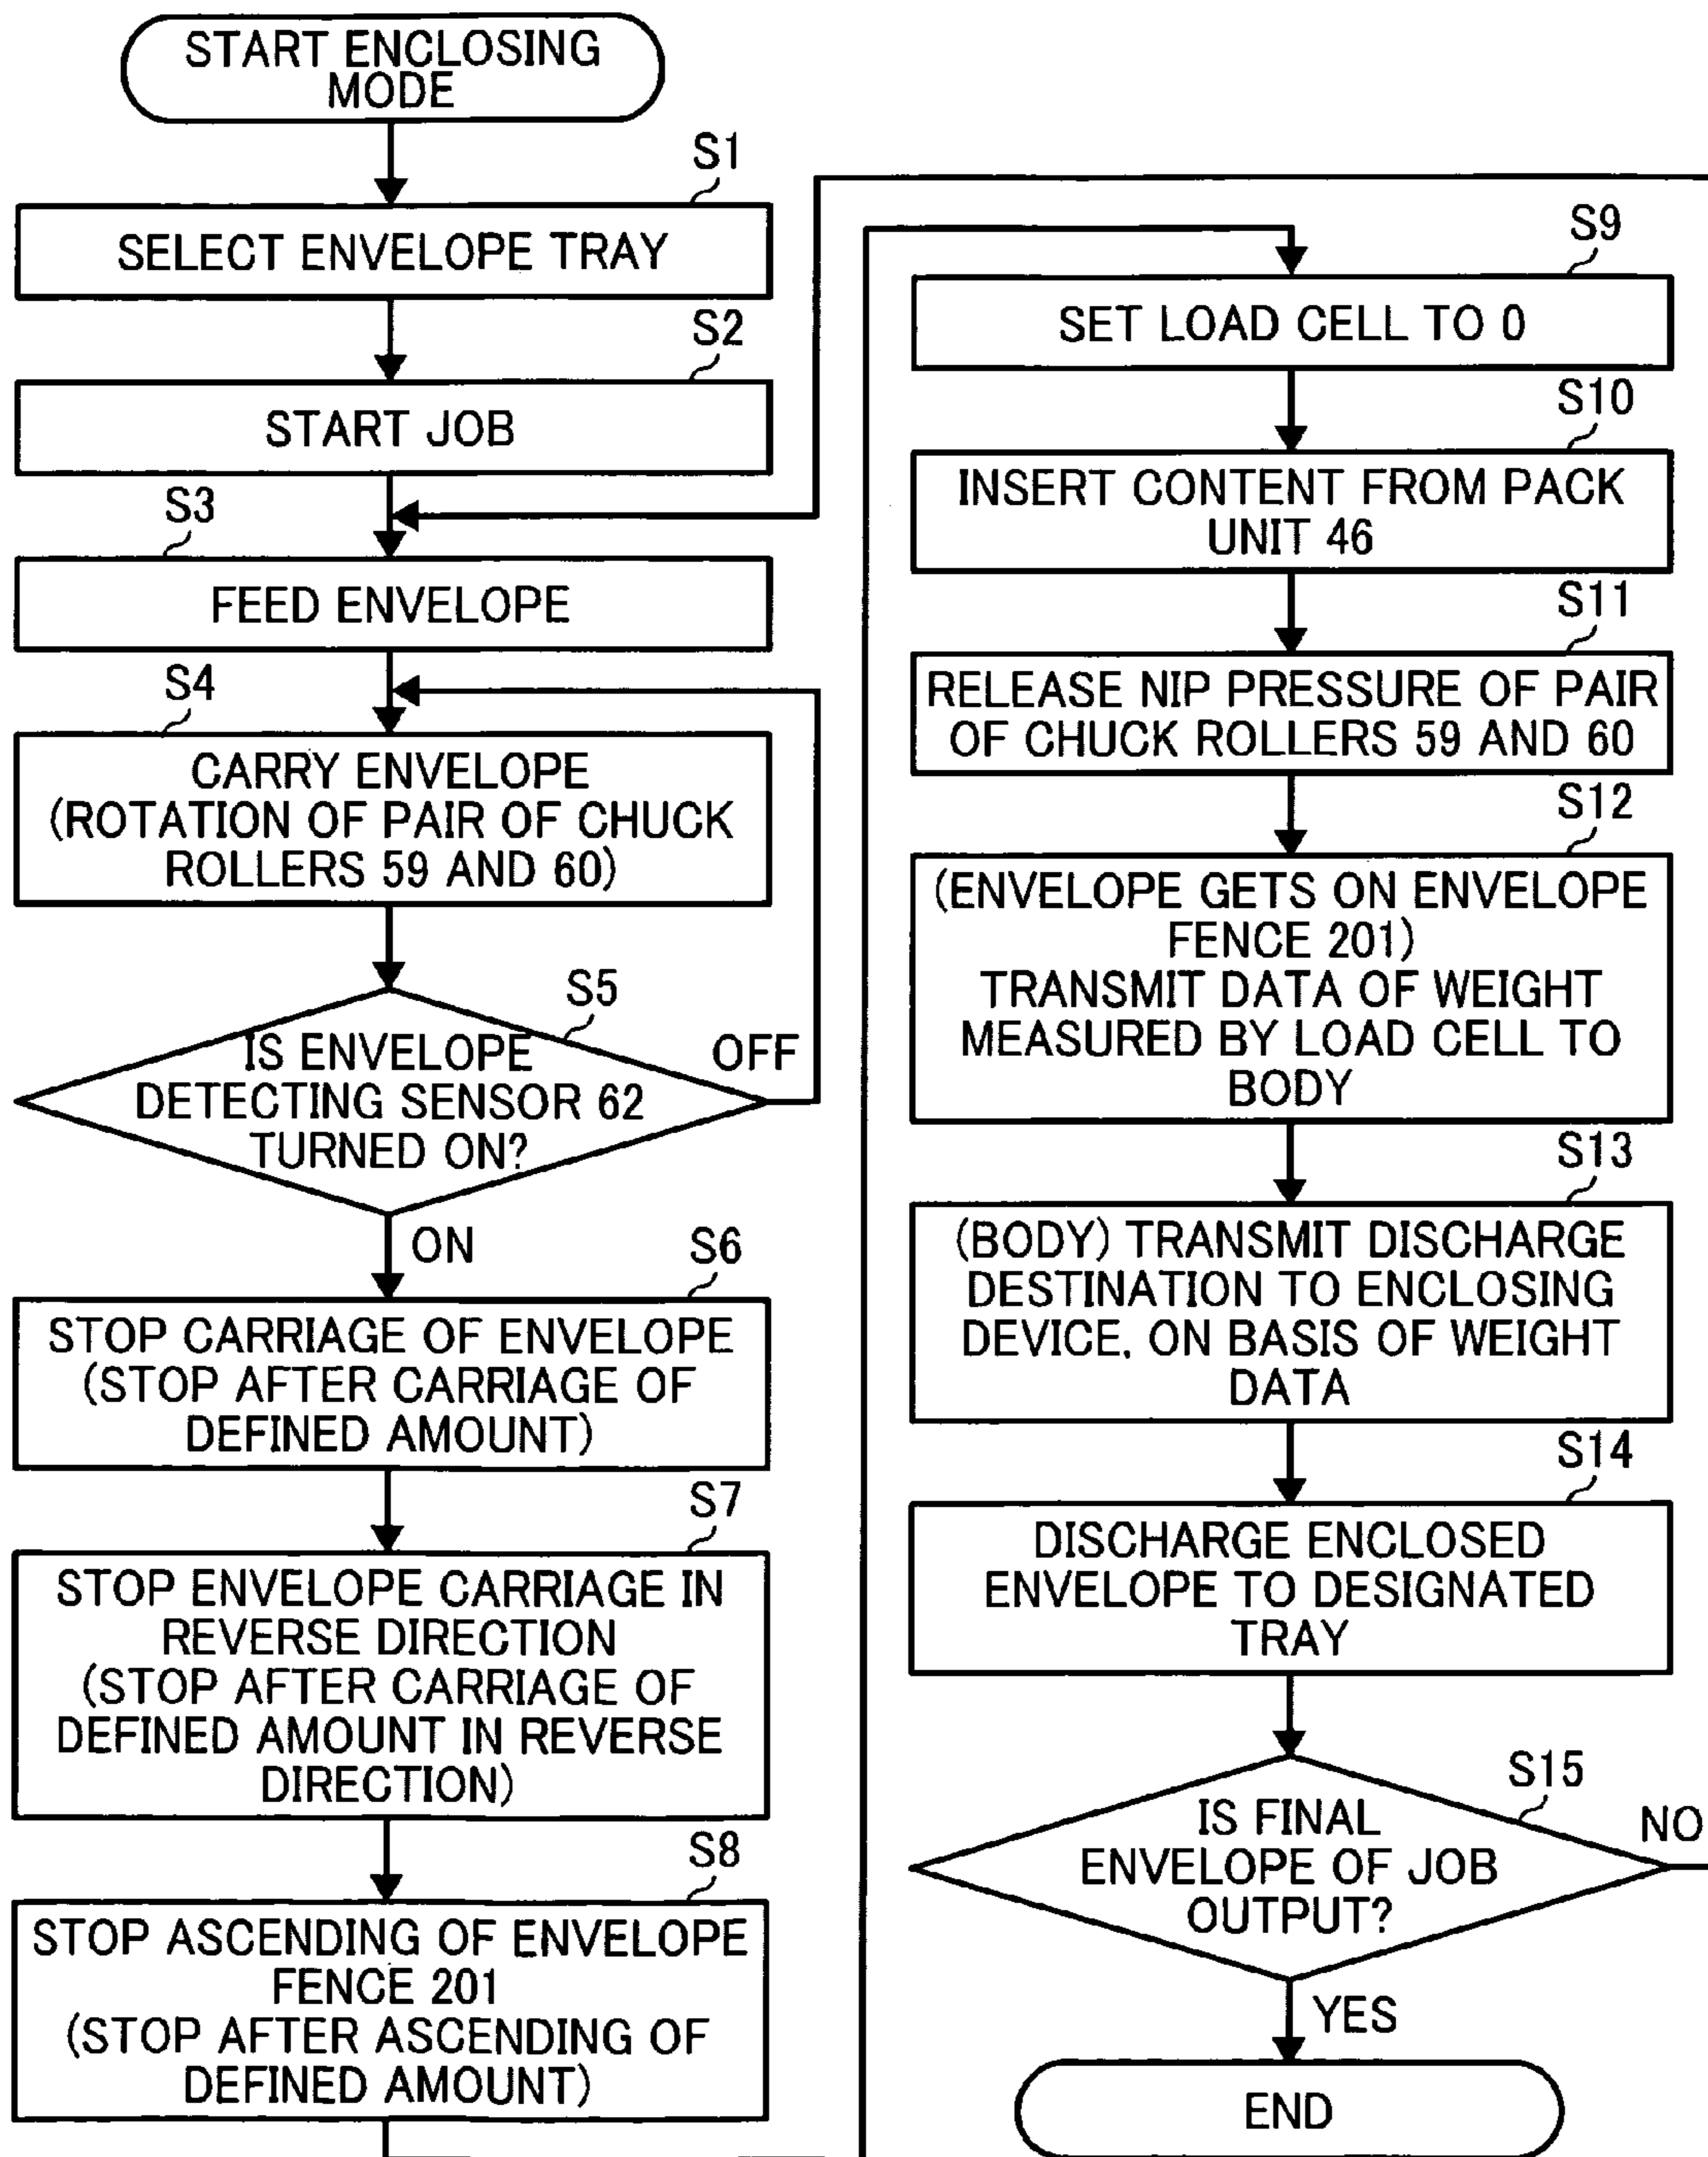 START ENCLOSING
MODE
S1
SELECT ENVELOPE TRAY
S2
START JOB
S3
FEED ENVELOPE
S4
CARRY ENVELOPE
(ROTATION OF PAIR OF CHUCK
ROLLERS 59 AND 60)
S5
IS ENVELOPE
DETECTING SENSOR 62
TURNED ON?
OFF
ON
S6
STOP CARRIAGE OF ENVELOPE
(STOP AFTER CARRIAGE OF
DEFINED AMOUNT)
S7
STOP ENVELOPE CARRIAGE IN
REVERSE DIRECTION
(STOP AFTER CARRIAGE OF
DEFINED AMOUNT IN REVERSE
DIRECTION)
S8
STOP ASCENDING OF ENVELOPE
FENCE 201
(STOP AFTER ASCENDING OF
DEFINED AMOUNT)
S9
SET LOAD CELL TO 0
S10
INSERT CONTENT FROM PACK
UNIT 46
S11
RELEASE NIP PRESSURE OF PAIR
OF CHUCK ROLLERS 59 AND 60
S12
(ENVELOPE GETS ON ENVELOPE
FENCE 201)
TRANSMIT DATA OF WEIGHT
MEASURED BY LOAD CELL TO
BODY
S13
(BODY) TRANSMIT DISCHARGE
DESTINATION TO ENCLOSING
DEVICE, ON BASIS OF WEIGHT
DATA
S14
DISCHARGE ENCLOSED
ENVELOPE TO DESIGNATED
TRAY
S15
IS FINAL
ENVELOPE OF JOB
OUTPUT?
NO
YES
END